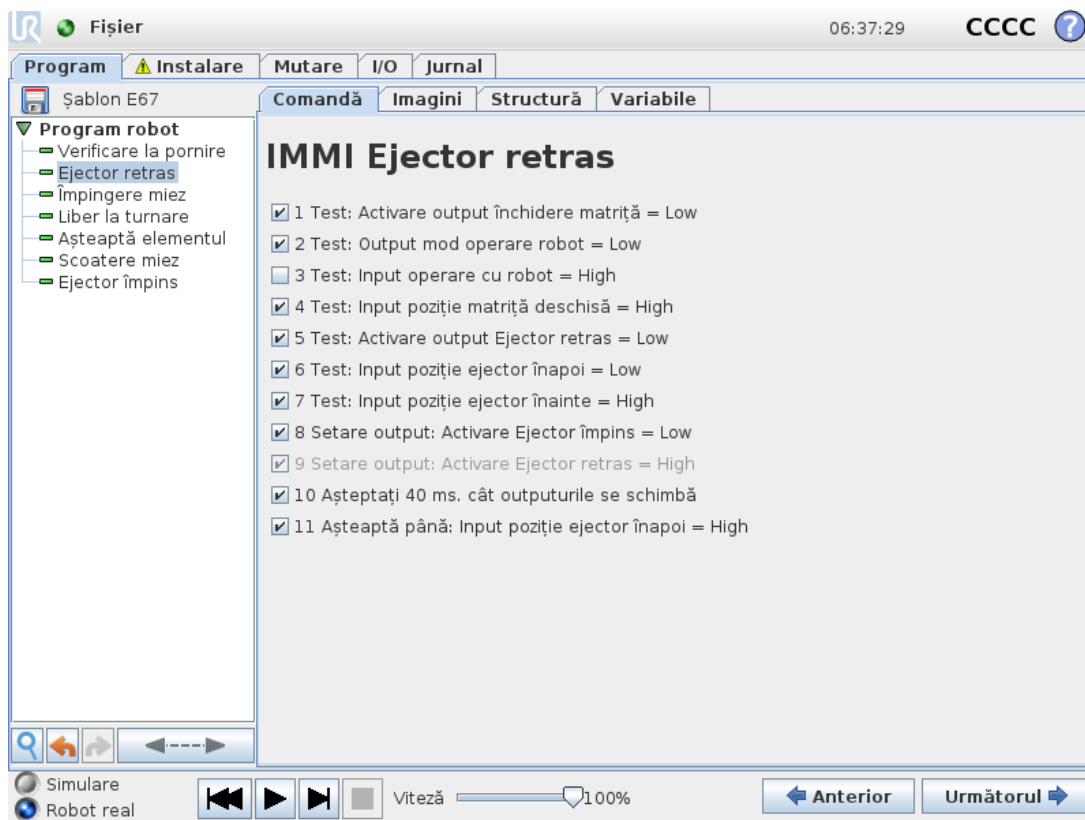 UR Fișier 06:37:29 CCCC ?
Program Instalare Mutare I/O Jurnal
Șablon E67
Comandă Imagini Structură Variabile
Program robot
Verificare la pornire
Ejector retras
Împingere miez
Liber la turnare
Așteaptă elementul
Scoatere miez
Ejector împins
IMMI Ejector retras
1 Test: Activare output închidere matriță = Low
2 Test: Output mod operare robot = Low
3 Test: Input operare cu robot = High
4 Test: Input poziție matriță deschisă = High
5 Test: Activare output Ejector retras = Low
6 Test: Input poziție ejector înapoi = Low
7 Test: Input poziție ejector înainte = High
8 Setare output: Activare Ejector împins = Low
9 Setare output: Activare Ejector retras = High
10 Așteptați 40 ms. cât outputurile se schimbă
11 Așteaptă până: Input poziție ejector înapoi = High
Simulare
Robot real
Viteză 100%
Anterior Următorul